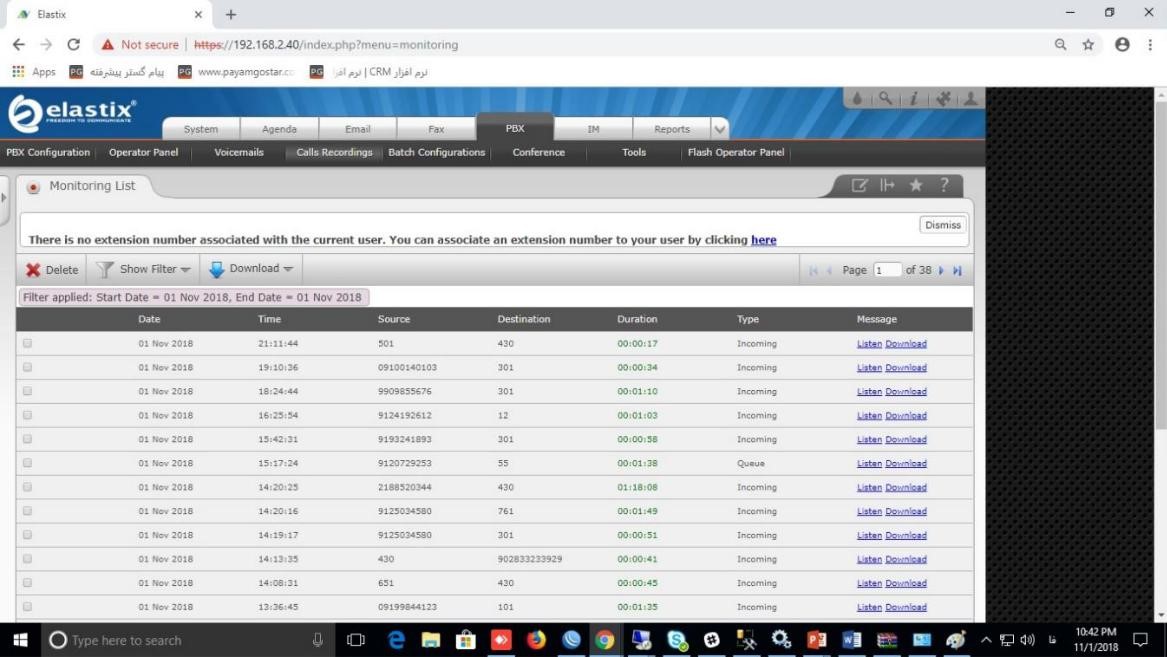 Elastix
Not secure | https://192.168.2.40/index.php?menu=monitoring
Apps PG پیام گستر پیشرفته PG www.payamgostar.co PG نرم افزار CRM | نرم افزا
elastix®
FREEDOM TO COMMUNICATE
System Agenda Email Fax PBX IM Reports
PBX Configuration Operator Panel Voicemails Calls Recordings Batch Configurations Conference Tools Flash Operator Panel
Monitoring List
Dismiss
There is no extension number associated with the current user. You can associate an extension number to your user by clicking here
Delete Show Filter Download Page 1 of 38
Filter applied: Start Date = 01 Nov 2018, End Date = 01 Nov 2018
Date Time Source Destination Duration Type Message
01 Nov 2018 21:11:44 501 430 00:00:17 Incoming Listen Download
01 Nov 2018 19:10:36 09100140103 301 00:00:34 Incoming Listen Download
01 Nov 2018 18:24:44 9909855676 301 00:01:10 Incoming Listen Download
01 Nov 2018 16:25:54 9124192612 12 00:01:03 Incoming Listen Download
01 Nov 2018 15:42:31 9193241893 301 00:00:58 Incoming Listen Download
01 Nov 2018 15:17:24 9120729253 55 00:01:38 Queue Listen Download
01 Nov 2018 14:20:25 2188520344 430 01:18:08 Incoming Listen Download
01 Nov 2018 14:20:16 9125034580 761 00:01:49 Incoming Listen Download
01 Nov 2018 14:19:17 9125034580 301 00:00:51 Incoming Listen Download
01 Nov 2018 14:13:35 430 902833233929 00:00:41 Incoming Listen Download
01 Nov 2018 14:08:31 651 430 00:00:45 Incoming Listen Download
01 Nov 2018 13:36:45 09199844123 101 00:01:35 Incoming Listen Download
Type here to search
فا 10:42 PM
11/1/2018